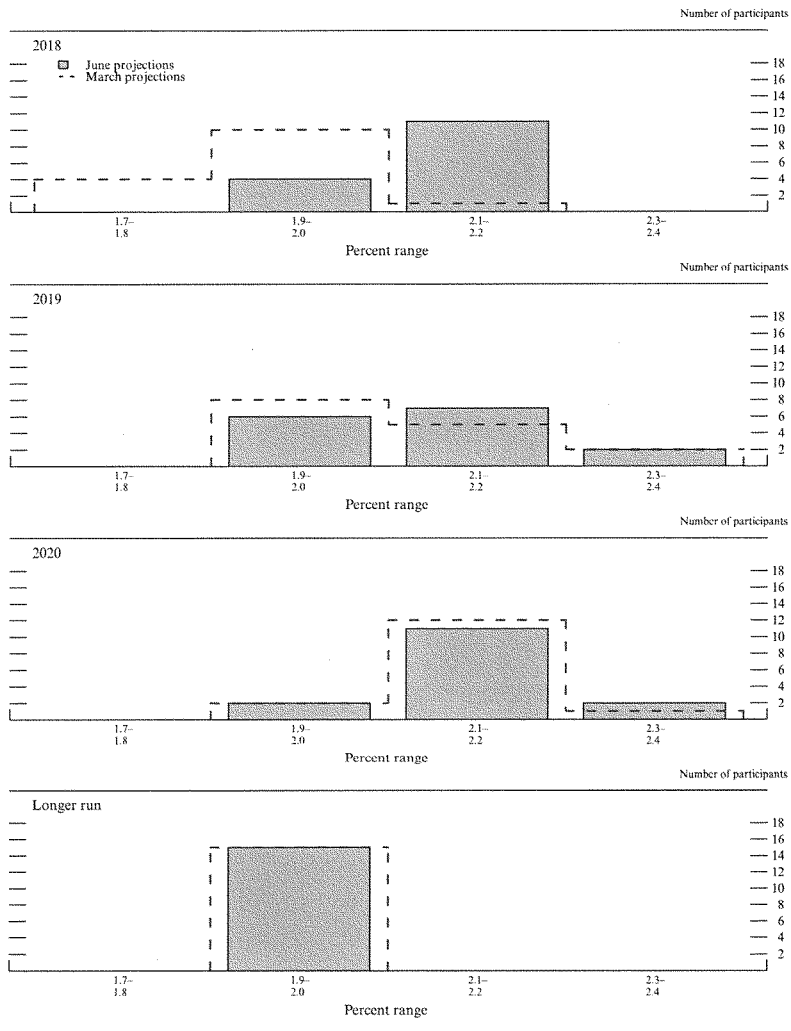 Number of participants
2018
June projections
March projections
18
16
14
12
10
8
6
4
2
1.7– 1.9– 2.1– 2.3–
1.8 2.0 2.2 2.4
Percent range
Number of participants
2019
18
16
14
12
10
8
6
4
2
1.7– 1.9– 2.1– 2.3–
1.8 2.0 2.2 2.4
Percent range
Number of participants
2020
18
16
14
12
10
8
6
4
2
1.7– 1.9– 2.1– 2.3–
1.8 2.0 2.2 2.4
Percent range
Number of participants
Longer run
18
16
14
12
10
8
6
4
2
1.7– 1.9– 2.1– 2.3–
1.8 2.0 2.2 2.4
Percent range